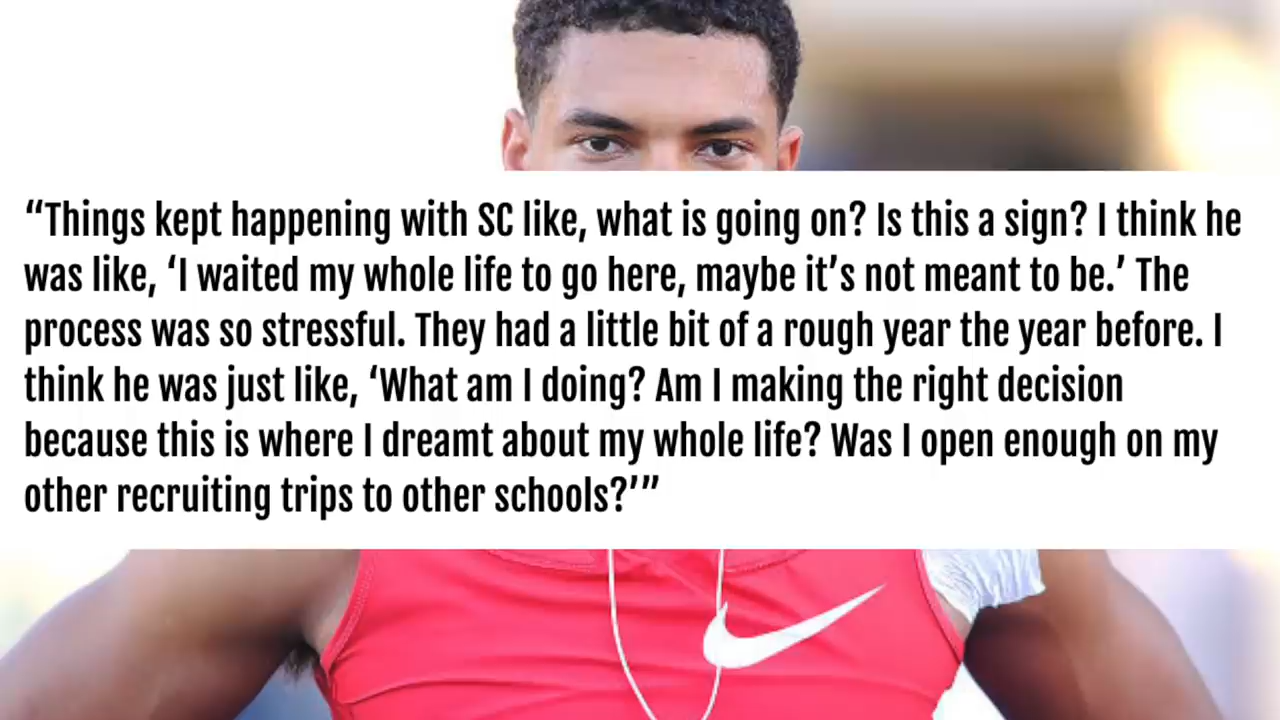 “Things kept happening with SC like, what is going on? Is this a sign? I think he
was like, ‘I waited my whole life to go here, maybe it’s not meant to be.’ The
process was so stressful. They had a little bit of a rough year the year before. I
think he was just like, ‘What am I doing? Am I making the right decision
because this is where I dreamt about my whole life? Was I open enough on my
other recruiting trips to other schools?’”